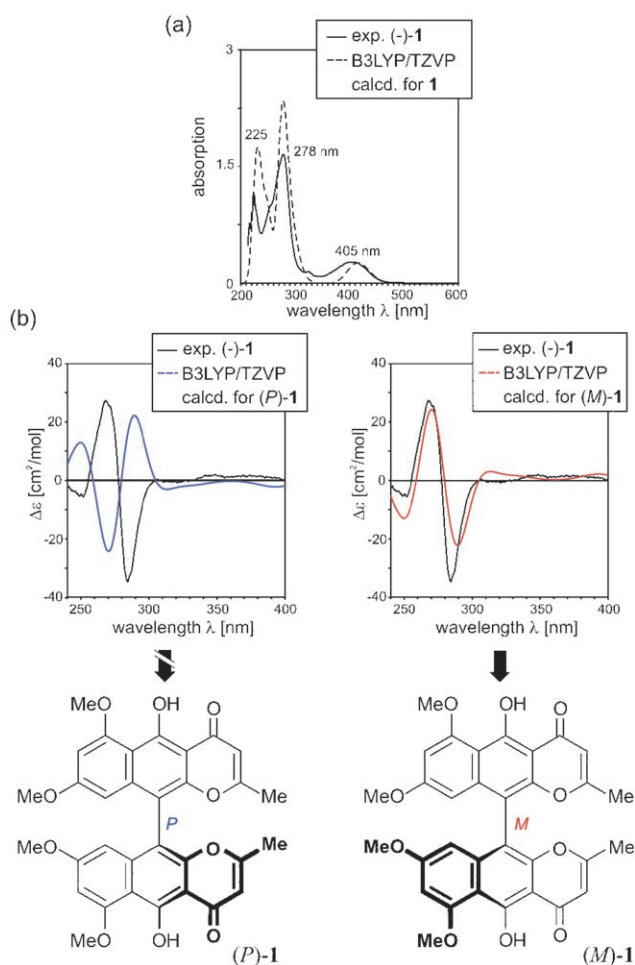 (a)
exp. (-)-1
B3LYP/TZVP
calcd. for 1
3
1.5
0
absorption
225
278 nm
405 nm
200 300 400 500 600
wavelength λ [nm]
(b)
exp. (-)-1
B3LYP/TZVP
calcd. for (P)-1
40
20
0
-20
-40
Δε [cm²/mol]
250 300 350 400
wavelength λ [nm]
exp. (-)-1
B3LYP/TZVP
calcd. for (M)-1
40
20
0
-20
-40
Δε [cm²/mol]
250 300 350 400
wavelength λ [nm]
MeO OH O
MeO O Me
P
MeO O Me
MeO OH O
(P)-1
MeO OH O
MeO O Me
M
MeO O Me
MeO OH O
(M)-1